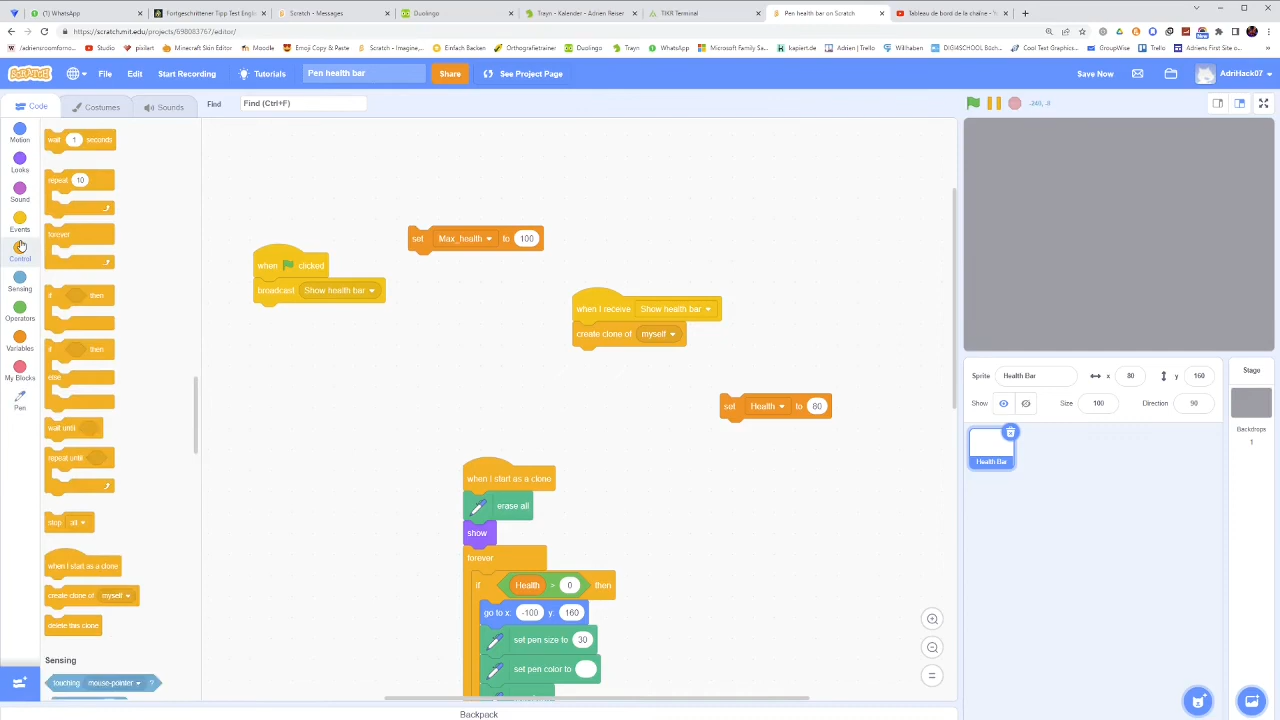 (1) WhatsApp
Fortgeschrittener Tipp Test Engl
Scratch - Messages
Duolingo
Trayn - Kalender - Adrien Reiser
TIKR Terminal
Pen health bar on Scratch
Tableau de bord de la chaîne - Yo
scratch.mit.edu/projects/698083767/editor/
Studio
pixilart
Minecraft Skin Editor
Moodle
Emoji Copy & Paste
Scratch - Imagine,...
Einfach Backen
Orthografietrainer
Duolingo
Trayn
WhatsApp
Microsoft Family Sa...
kapiert.de
Adrien | Trello
Willhaben
DIGI4SCHOOL Büch...
Cool Text Graphics...
GroupWise
Trello
Adriens First Site o...
SCRATCH
File
Edit
Start Recording
Tutorials
Pen health bar
Share
See Project Page
Save Now
AdriHack07
Code
Costumes
Sounds
Find
Find (Ctrl+F)
-249, -8
Motion
Looks
Sound
Events
Control
Sensing
Operators
Variables
My Blocks
Pen
wait 1 seconds
repeat 10
forever
if then
if then
else
wait until
repeat until
stop all
when I start as a clone
create clone of myself
delete this clone
Sensing
touching mouse-pointer ?
set Max_health to 100
when clicked
broadcast Show health bar
when I receive Show health bar
create clone of myself
set Health to 80
when I start as a clone
erase all
show
forever
if Health > 0 then
go to x: -100 y: 160
set pen size to 30
set pen color to
Sprite
Health Bar
x
80
y
160
Show
Size
100
Direction
90
Health Bar
Stage
Backdrops
1
Backpack